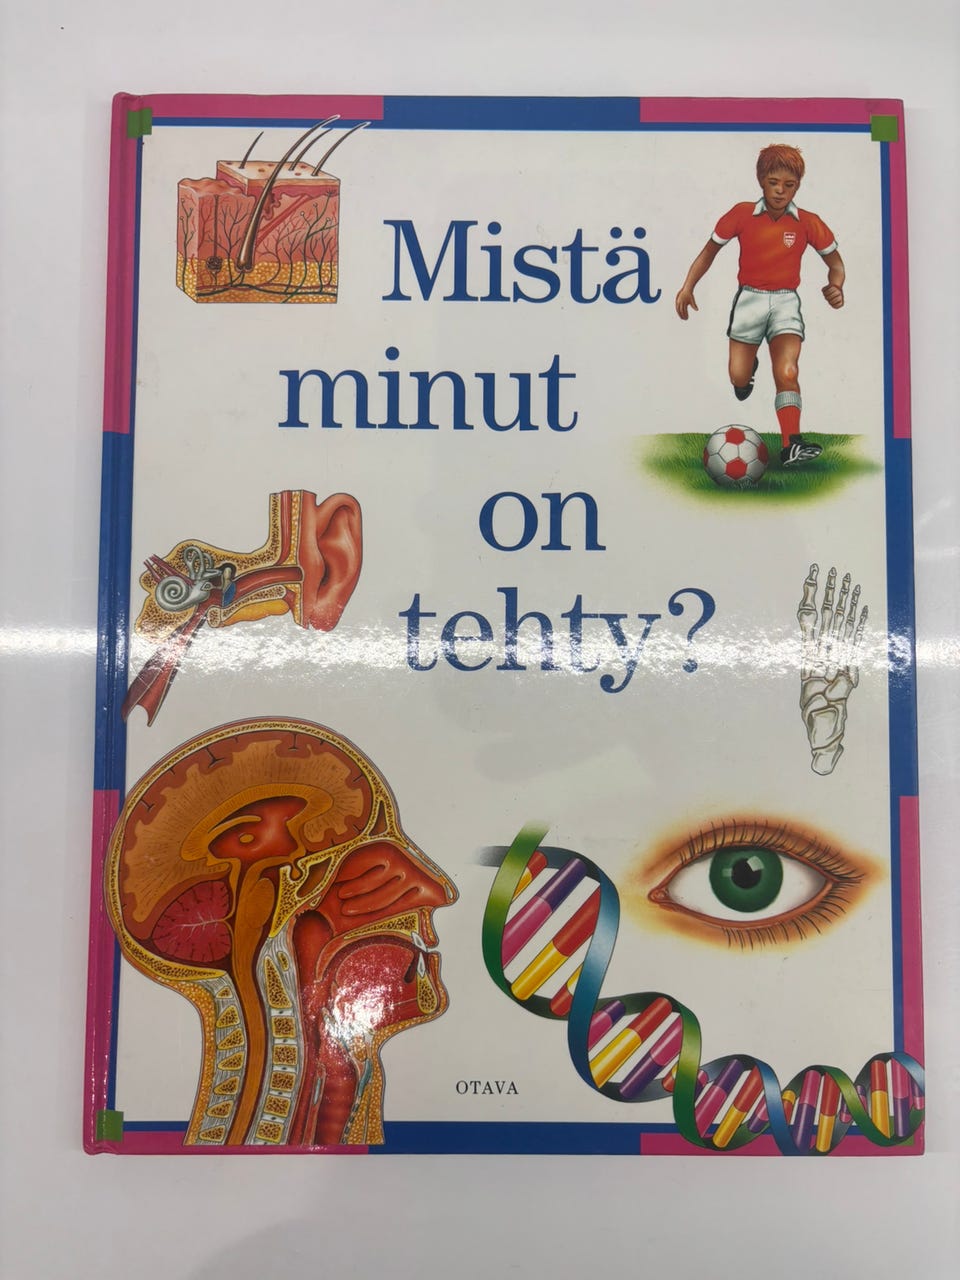 Mistä
minut
on
tehty?
OTAVA